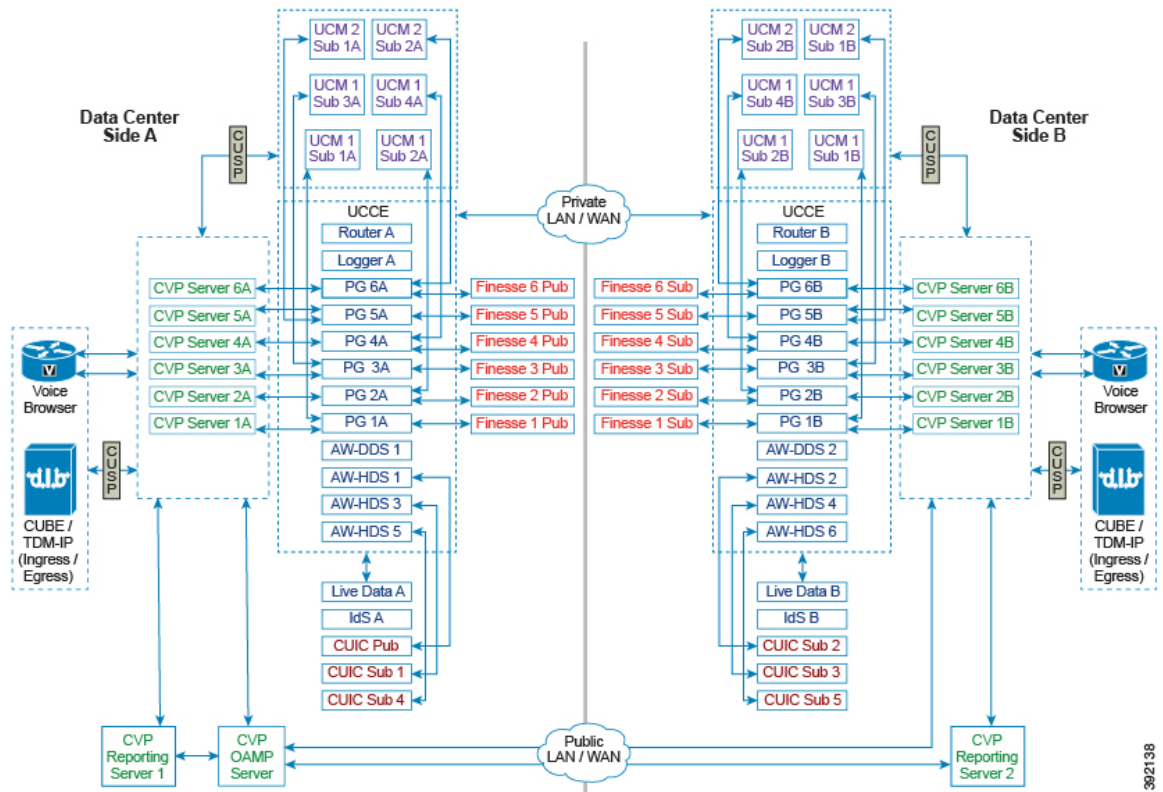 UCM 2
Sub 1A
UCM 2
Sub 2A
UCM 1
Sub 3A
UCM 1
Sub 4A
UCM 1
Sub 1A
UCM 1
Sub 2A
Data Center
Side A
CUSP
UCCE
Router A
Logger A
PG 6A
PG 5A
PG 4A
PG 3A
PG 2A
PG 1A
AW-DDS 1
AW-HDS 1
AW-HDS 3
AW-HDS 5
Live Data A
IdS A
CUIC Pub
CUIC Sub 1
CUIC Sub 4
CVP Server 6A
CVP Server 5A
CVP Server 4A
CVP Server 3A
CVP Server 2A
CVP Server 1A
Finesse 6 Pub
Finesse 5 Pub
Finesse 4 Pub
Finesse 3 Pub
Finesse 2 Pub
Finesse 1 Pub
V
Voice
Browser
CUSP
CUBE /
TDM-IP
(Ingress /
Egress)
CVP
Reporting
Server 1
CVP
OAMP
Server
Private
LAN / WAN
Public
LAN / WAN
UCM 2
Sub 2B
UCM 2
Sub 1B
UCM 1
Sub 4B
UCM 1
Sub 3B
UCM 1
Sub 2B
UCM 1
Sub 1B
Data Center
Side B
CUSP
UCCE
Router B
Logger B
PG 6B
PG 5B
PG 4B
PG 3B
PG 2B
PG 1B
AW-DDS 2
AW-HDS 2
AW-HDS 4
AW-HDS 6
Live Data B
IdS B
CUIC Sub 2
CUIC Sub 3
CUIC Sub 5
Finesse 6 Sub
Finesse 5 Sub
Finesse 4 Sub
Finesse 3 Sub
Finesse 2 Sub
Finesse 1 Sub
CVP Server 6B
CVP Server 5B
CVP Server 4B
CVP Server 3B
CVP Server 2B
CVP Server 1B
V
Voice
Browser
CUSP
CUBE /
TDM-IP
(Ingress /
Egress)
CVP
Reporting
Server 2
392138